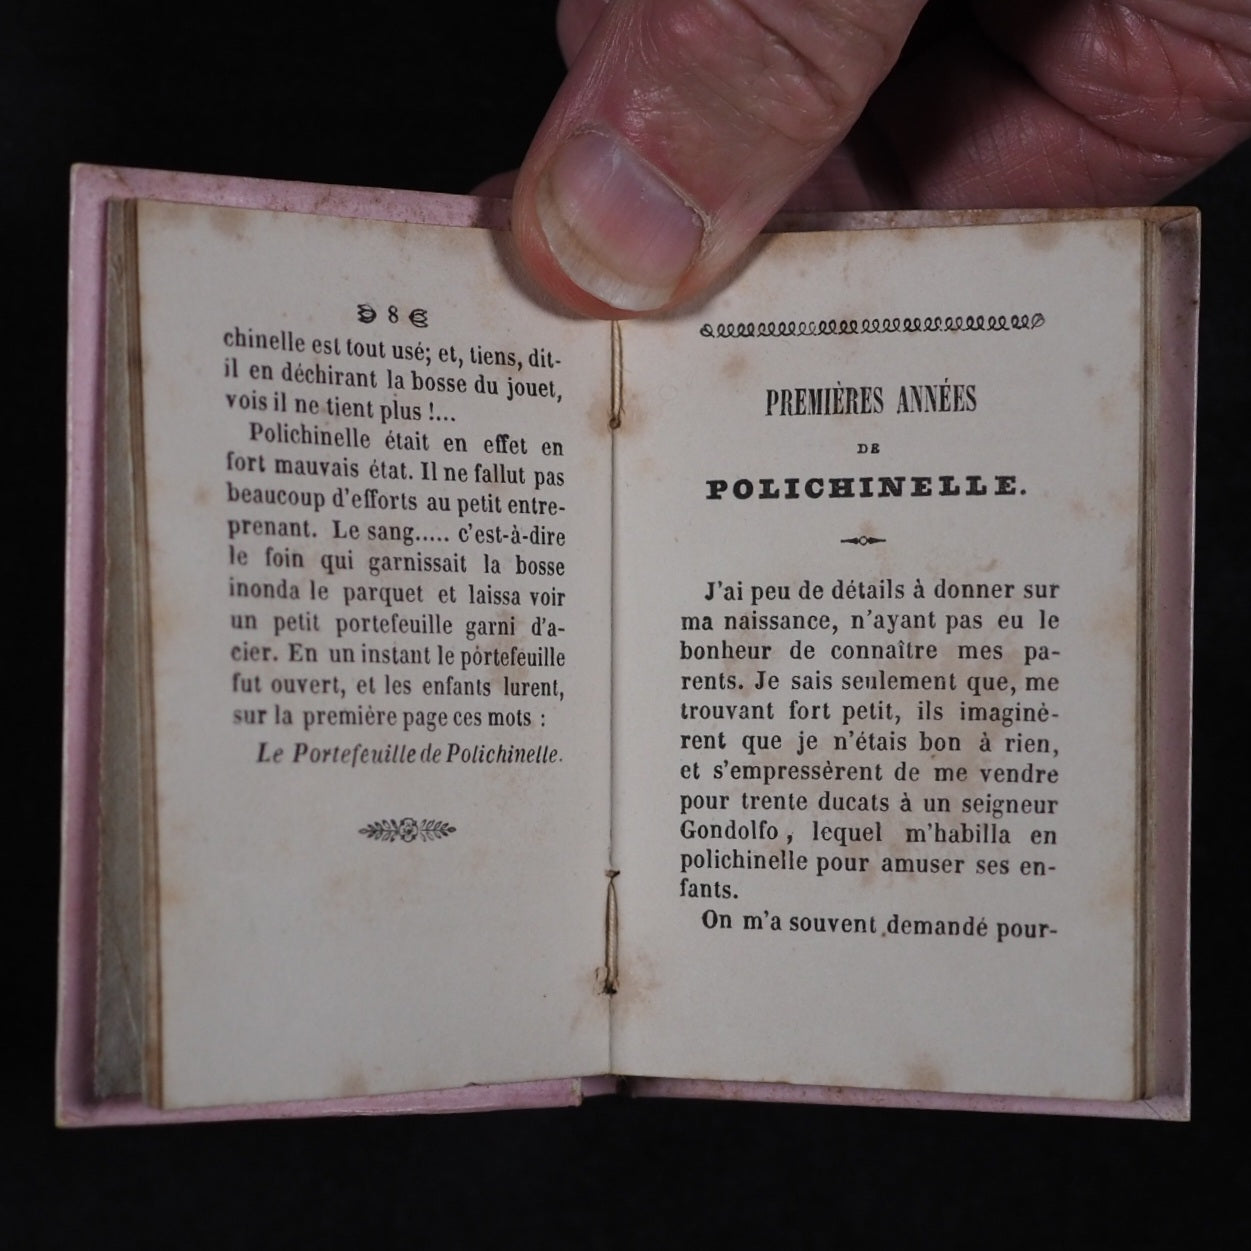 8
chinelle est tout usé; et, tiens, dit-
il en déchirant la bosse du jouet,
vois il ne tient plus !...
Polichinelle était en effet en
fort mauvais état. Il ne fallut pas
beaucoup d'efforts au petit entre-
prenant. Le sang..... c'est-à-dire
le foin qui garnissait la bosse
inonda le parquet et laissa voir
un petit portefeuille garni d'a-
cier. En un instant le portefeuille
fut ouvert, et les enfants lurent,
sur la première page ces mots :
Le Portefeuille de Polichinelle.
PREMIÈRES ANNÉES
DE
POLICHINELLE.
J'ai peu de détails à donner sur
ma naissance, n'ayant pas eu le
bonheur de connaître mes pa-
rents. Je sais seulement que, me
trouvant fort petit, ils imaginè-
rent que je n'étais bon à rien,
et s'empressèrent de me vendre
pour trente ducats à un seigneur
Gondolfo, lequel m'habilla en
polichinelle pour amuser ses en-
fants.
On m'a souvent demandé pour-